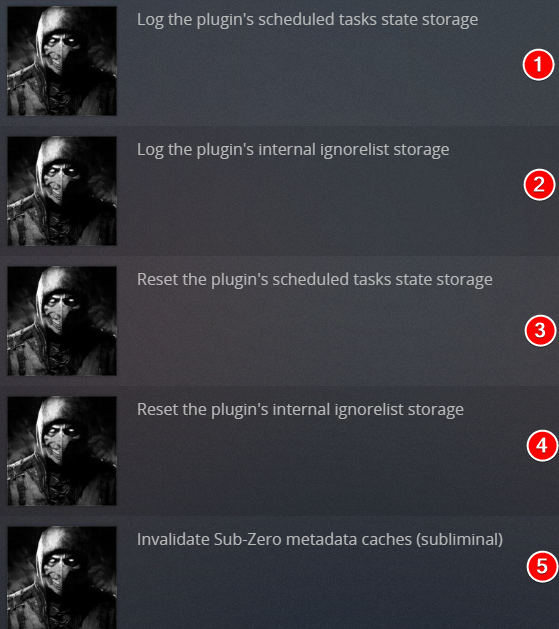 Log the plugin's scheduled tasks state storage
1
Log the plugin's internal ignorelist storage
2
Reset the plugin's scheduled tasks state storage
3
Reset the plugin's internal ignorelist storage
4
Invalidate Sub-Zero metadata caches (subliminal)
5